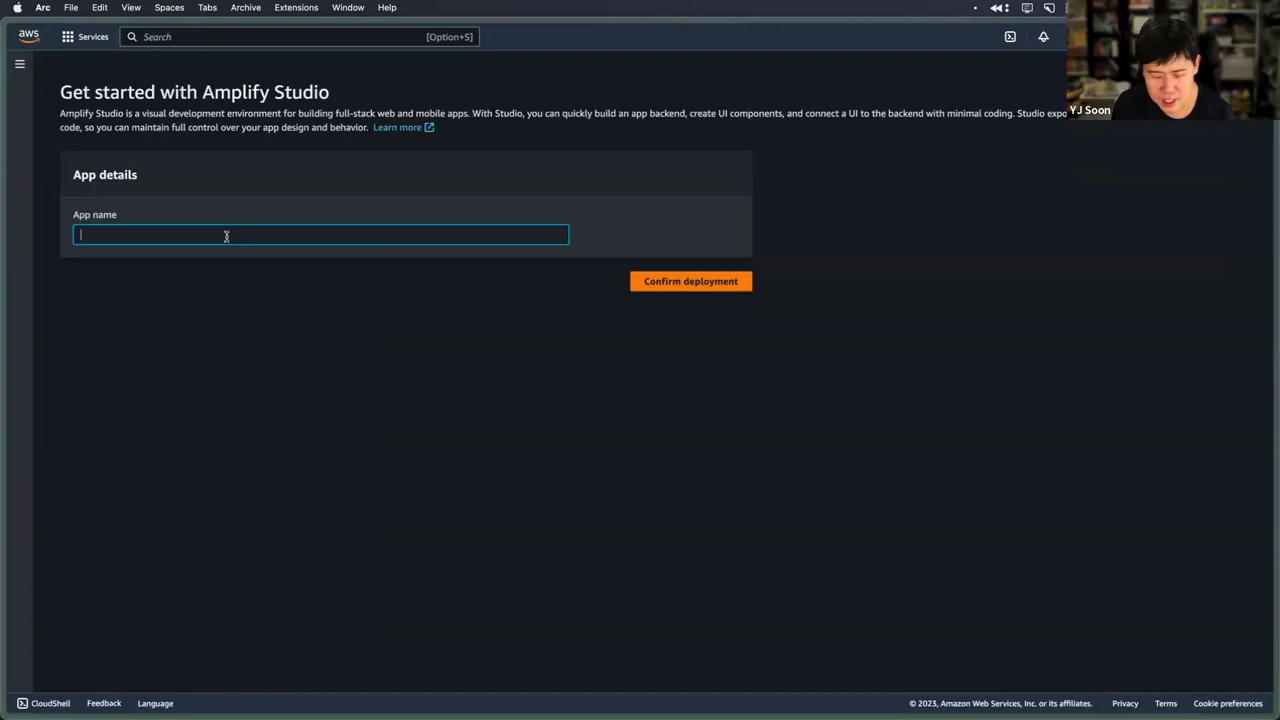 Arc File Edit View Spaces Tabs Archive Extensions Window Help
aws Services Search [Option+S]
YJ Soon
Get started with Amplify Studio
Amplify Studio is a visual development environment for building full-stack web and mobile apps. With Studio, you can quickly build an app backend, create UI components, and connect a UI to the backend with minimal coding. Studio expo
code, so you can maintain full control over your app design and behavior. Learn more
App details
App name
Confirm deployment
CloudShell Feedback Language © 2023, Amazon Web Services, Inc. or its affiliates. Privacy Terms Cookie preferences